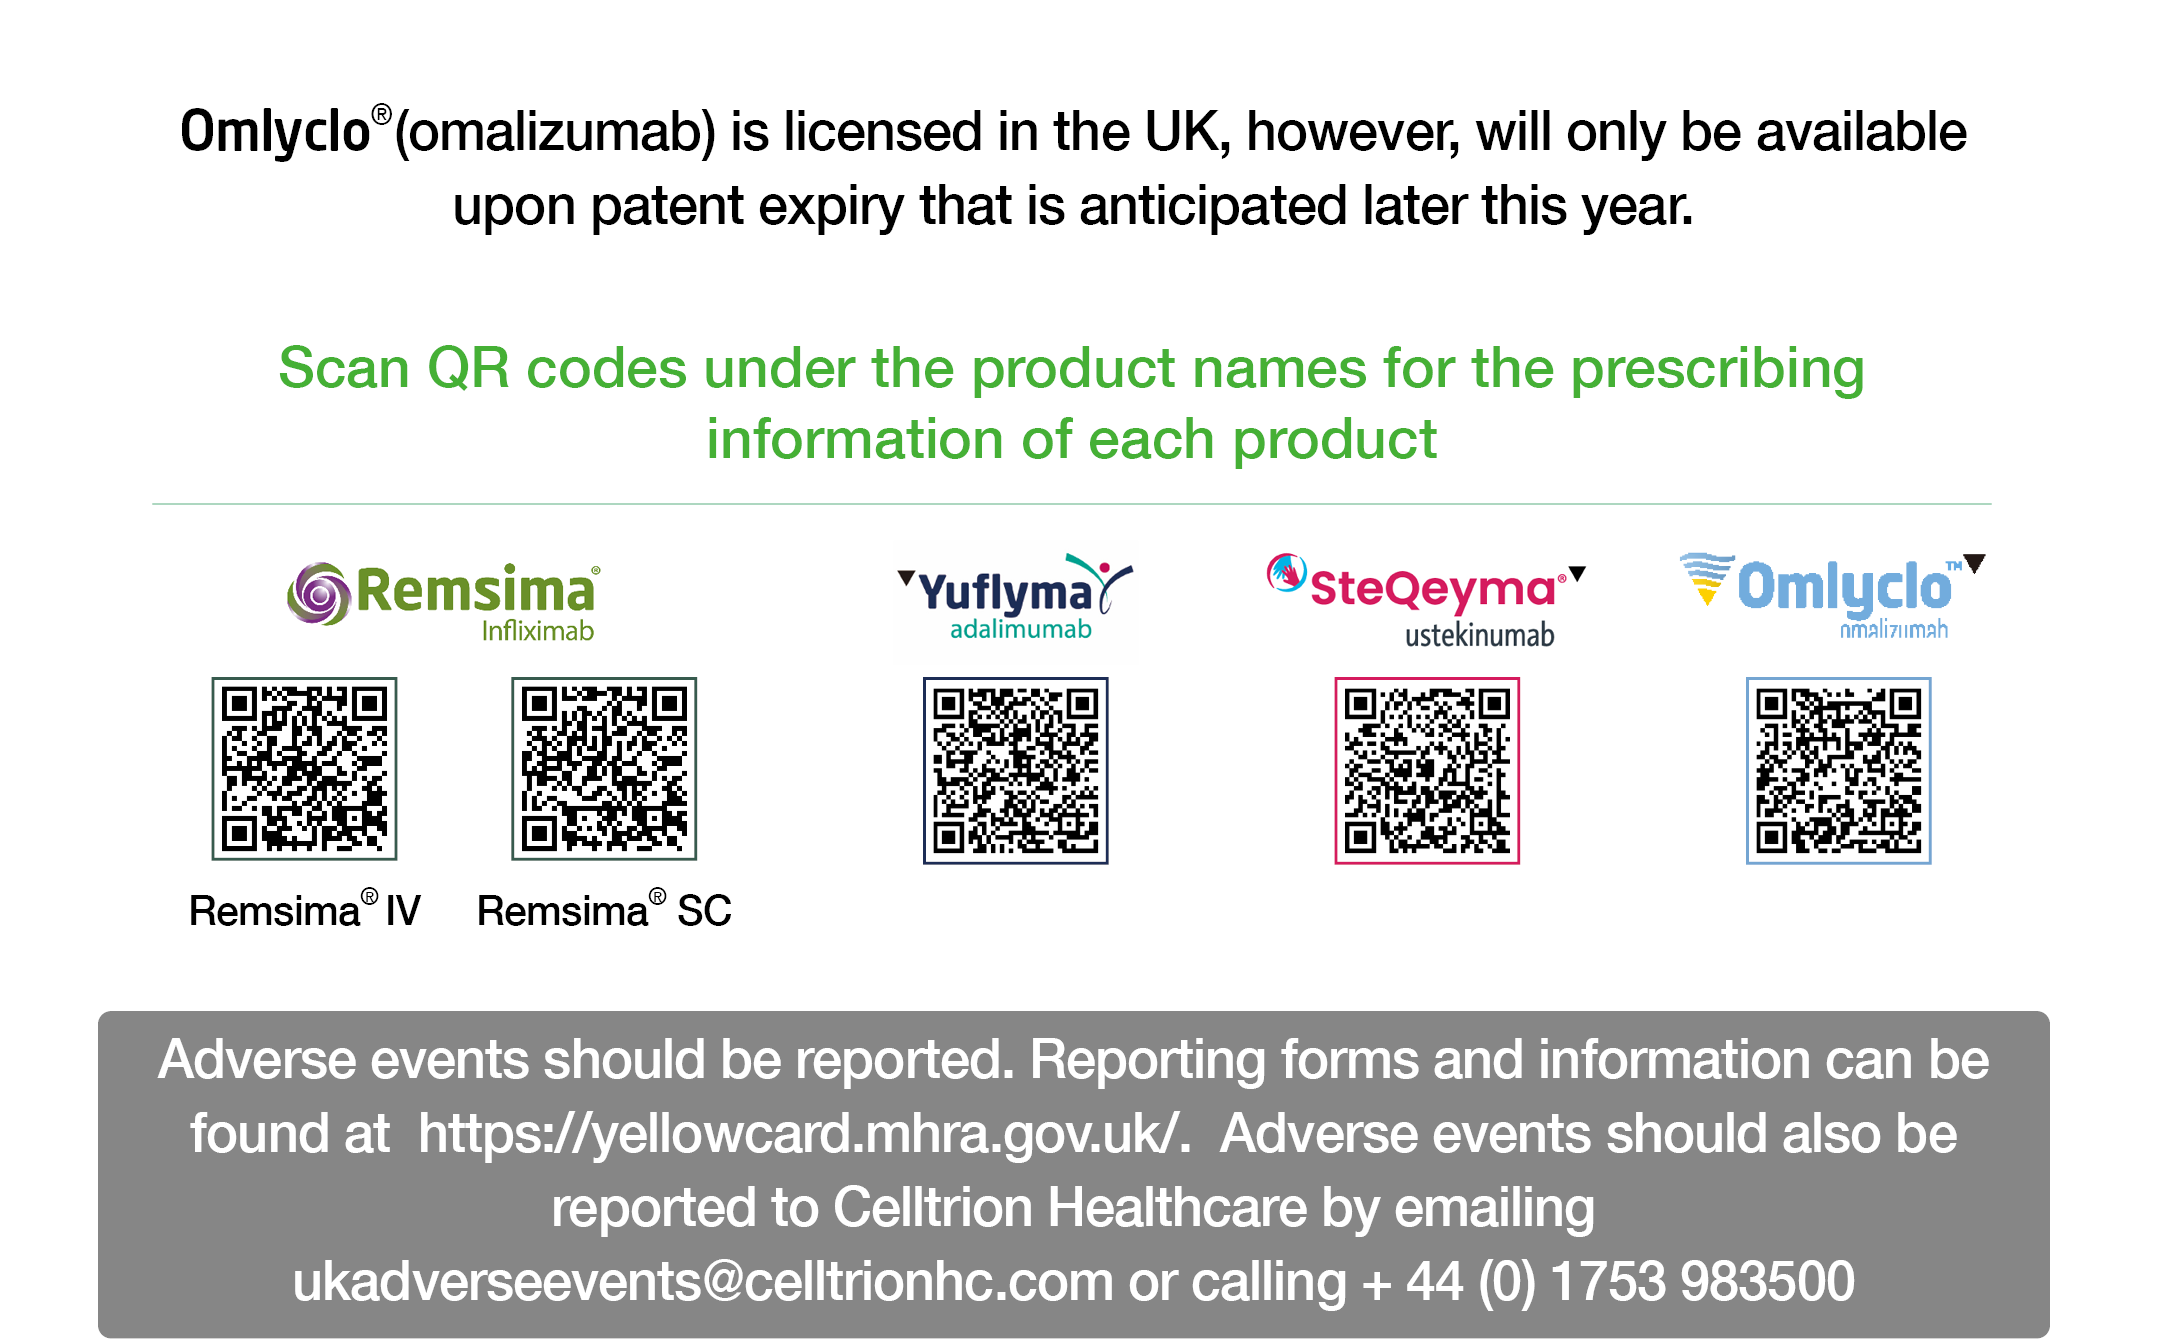 Omlyclo®(omalizumab) is licensed in the UK, however, will only be available
upon patent expiry that is anticipated later this year.
Scan QR codes under the product names for the prescribing
information of each product
Remsima®
Infliximab
▼Yuflyma
adalimumab
SteQeyma®▼
ustekinumab
Omlyclo™▼
omalizumab
Remsima® IV
Remsima® SC
Adverse events should be reported. Reporting forms and information can be
found at https://yellowcard.mhra.gov.uk/. Adverse events should also be
reported to Celltrion Healthcare by emailing
ukadverseevents@celltrionhc.com or calling + 44 (0) 1753 983500